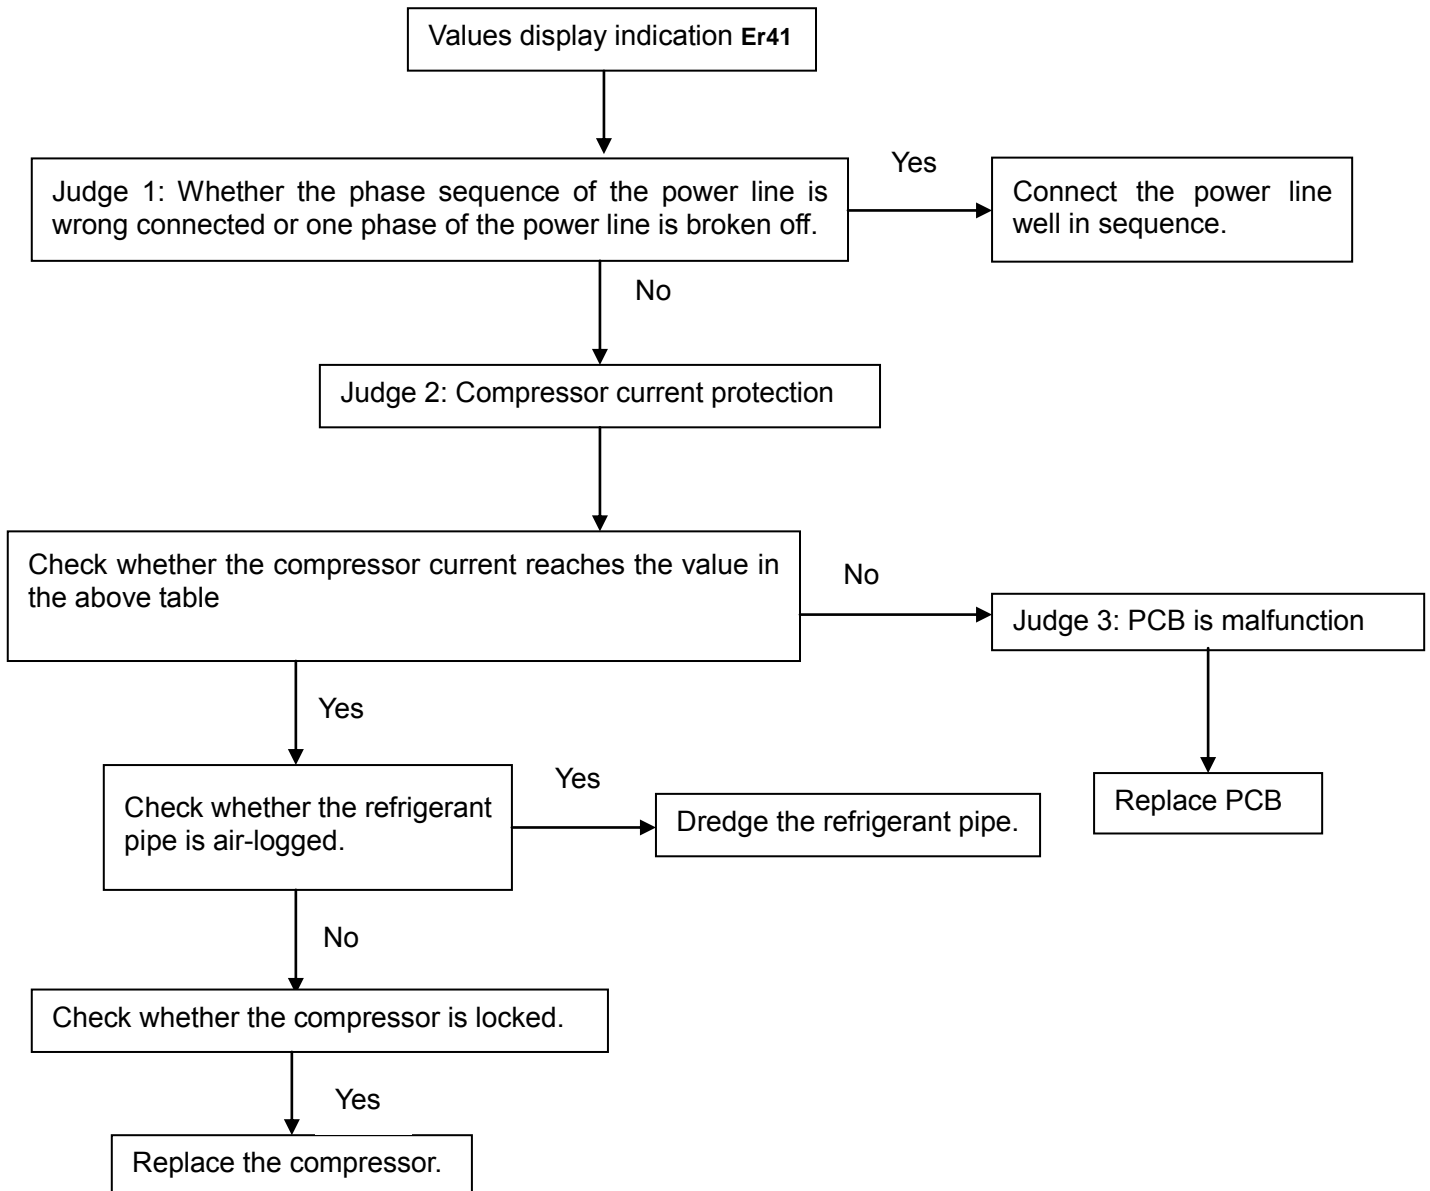 Values display indication Er41
Judge 1: Whether the phase sequence of the power line is
wrong connected or one phase of the power line is broken off.
Yes
Connect the power line
well in sequence.
No
Judge 2: Compressor current protection
Check whether the compressor current reaches the value in
the above table
No
Judge 3: PCB is malfunction
Yes
Replace PCB
Check whether the refrigerant
pipe is air-logged.
Yes
Dredge the refrigerant pipe.
No
Check whether the compressor is locked.
Yes
Replace the compressor.